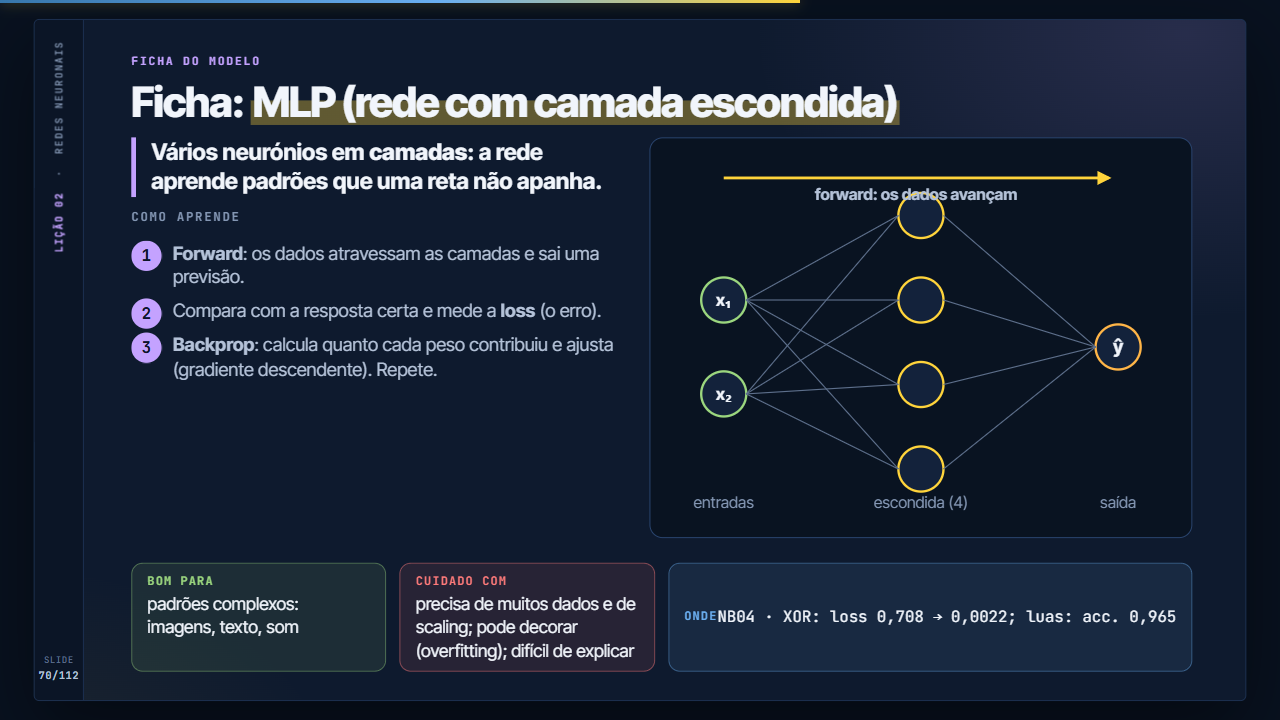 LIÇÃO 02 · REDES NEURONAIS
FICHA DO MODELO
Ficha: MLP (rede com camada escondida)
Vários neurónios em camadas: a rede
aprende padrões que uma reta não apanha.
COMO APRENDE
1 Forward: os dados atravessam as camadas e sai uma
previsão.
2 Compara com a resposta certa e mede a loss (o erro).
3 Backprop: calcula quanto cada peso contribuiu e ajusta
(gradiente descendente). Repete.
forward: os dados avançam
x₁
x₂
ŷ
entradas
escondida (4)
saída
BOM PARA
padrões complexos:
imagens, texto, som
CUIDADO COM
precisa de muitos dados e de
scaling; pode decorar
(overfitting); difícil de explicar
ONDE NB04 · XOR: loss 0,708 → 0,0022; luas: acc. 0,965
SLIDE
70/112